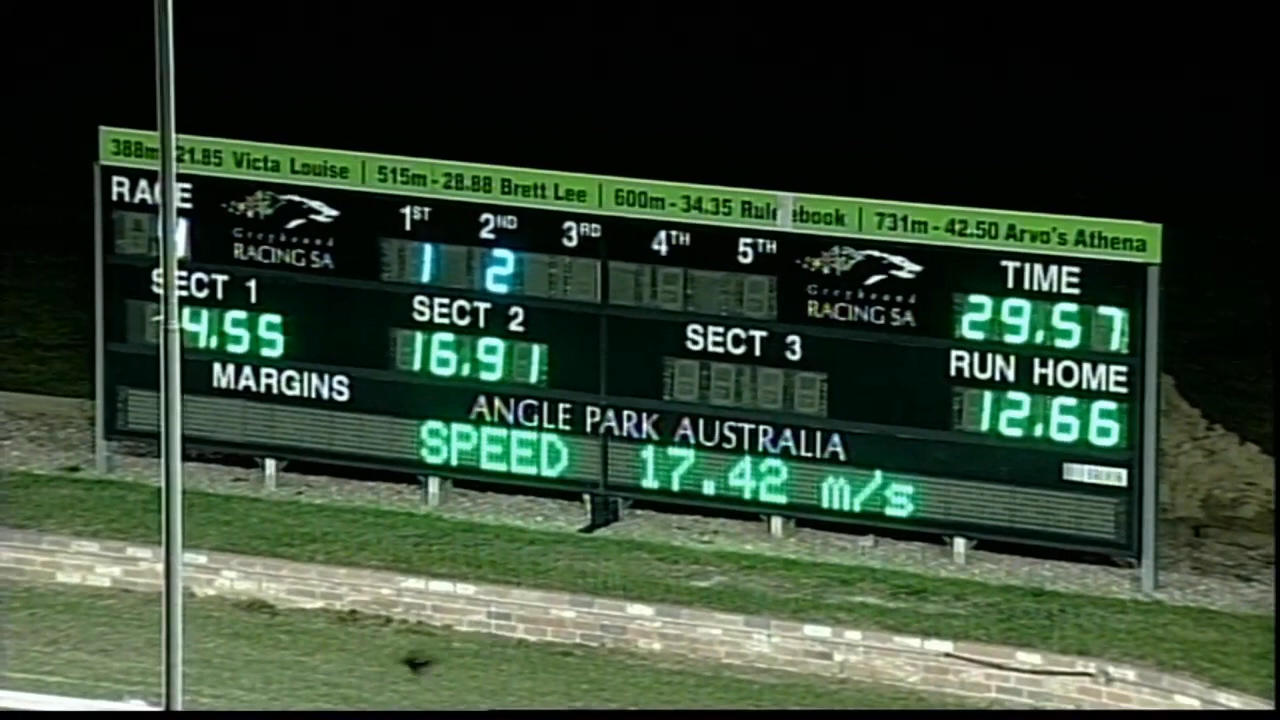 388m 21.85 Victa Louise | 515m - 28.88 Brett Lee | 600m - 34.35 Rulebook | 731m - 42.50 Arvo's Athena
RACE 1ST 2ND 3RD 4TH 5TH TIME
Greyhound RACING SA
1 2
Greyhound RACING SA
29.57
SECT 1 SECT 2 SECT 3 RUN HOME
4.55 16.91 12.66
MARGINS
ANGLE PARK AUSTRALIA
SPEED 17.42 m/s